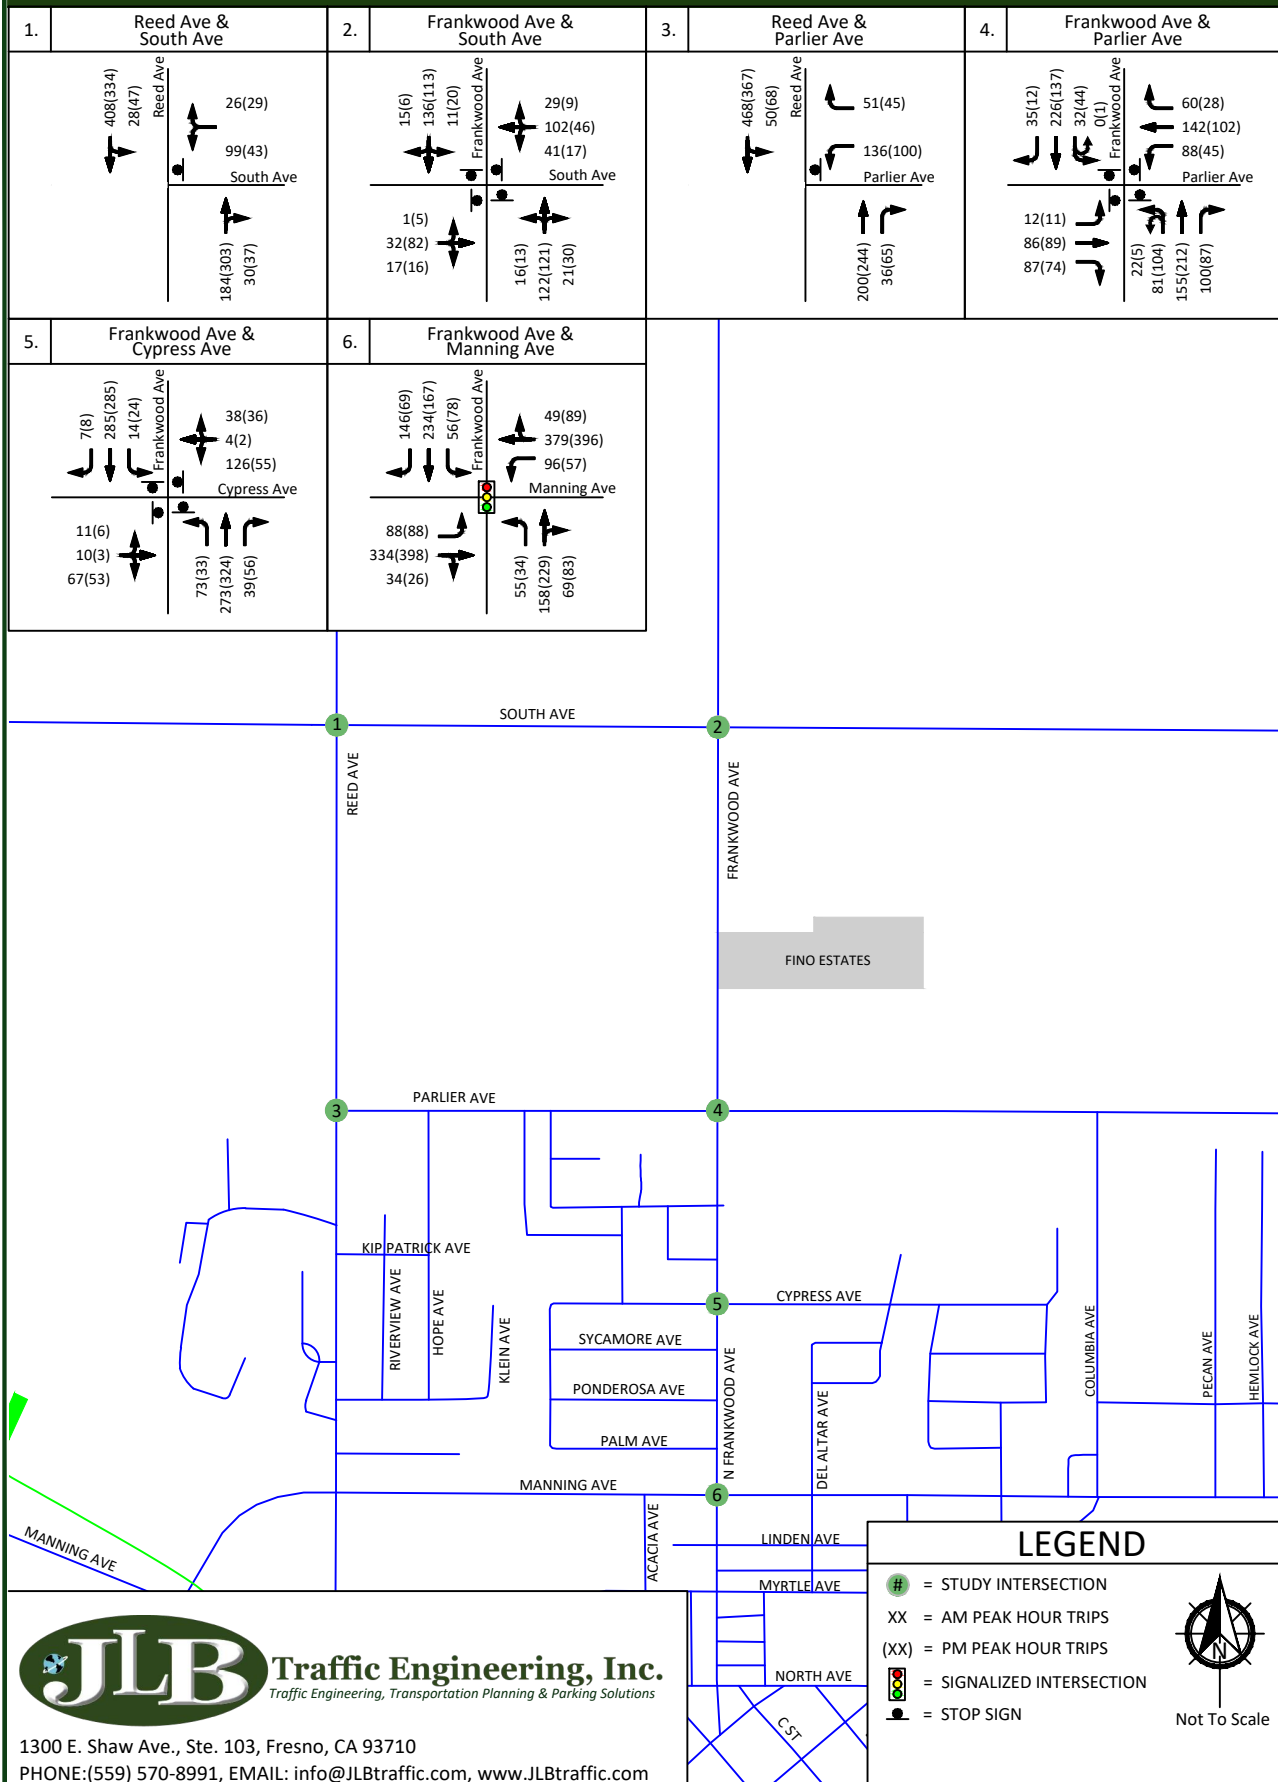 1.
Reed Ave &
South Ave
408(334)
28(47)
Reed Ave
26(29)
99(43)
South Ave
184(303)
30(37)
2.
Frankwood Ave &
South Ave
15(6)
136(113)
11(20)
Frankwood Ave
29(9)
102(46)
41(17)
South Ave
1(5)
32(82)
17(16)
16(13)
122(121)
21(30)
3.
Reed Ave &
Parlier Ave
468(367)
50(68)
Reed Ave
51(45)
136(100)
Parlier Ave
200(244)
36(65)
4.
Frankwood Ave &
Parlier Ave
35(12)
226(137)
32(44)
0(1)
Frankwood Ave
60(28)
142(102)
88(45)
Parlier Ave
12(11)
86(89)
87(74)
22(5)
81(104)
155(212)
100(87)
5.
Frankwood Ave &
Cypress Ave
7(8)
285(285)
14(24)
Frankwood Ave
38(36)
4(2)
126(55)
Cypress Ave
11(6)
10(3)
67(53)
73(33)
273(324)
39(56)
6.
Frankwood Ave &
Manning Ave
146(69)
234(167)
56(78)
Frankwood Ave
49(89)
379(396)
96(57)
Manning Ave
88(88)
334(398)
34(26)
55(34)
158(229)
69(83)
SOUTH AVE
1
2
REED AVE
FRANKWOOD AVE
FINO ESTATES
PARLIER AVE
3
4
KIP PATRICK AVE
RIVERVIEW AVE
HOPE AVE
KLEIN AVE
5
CYPRESS AVE
SYCAMORE AVE
PONDEROSA AVE
PALM AVE
N FRANKWOOD AVE
DEL ALTAR AVE
COLUMBIA AVE
PECAN AVE
HEMLOCK AVE
MANNING AVE
6
MANNING AVE
ACACIA AVE
LINDEN AVE
MYRTLE AVE
NORTH AVE
C ST
LEGEND
# = STUDY INTERSECTION
XX = AM PEAK HOUR TRIPS
(XX) = PM PEAK HOUR TRIPS
= SIGNALIZED INTERSECTION
= STOP SIGN
N
Not To Scale
JLB
Traffic Engineering, Inc.
Traffic Engineering, Transportation Planning & Parking Solutions
1300 E. Shaw Ave., Ste. 103, Fresno, CA 93710
PHONE:(559) 570-8991, EMAIL: info@JLBtraffic.com, www.JLBtraffic.com